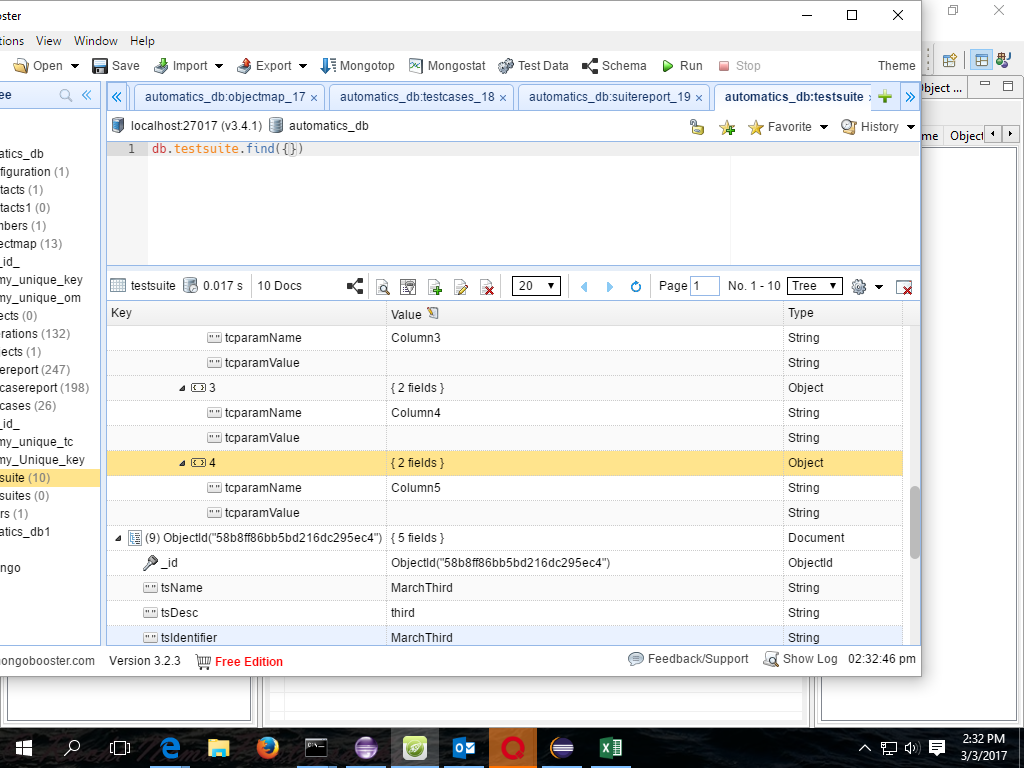 ster
ions View Window Help
Open Save Import Export Mongotop Mongostat Test Data Schema Run Stop Theme
ee automatics_db:objectmap_17 × automatics_db:testcases_18 × automatics_db:suitereport_19 × automatics_db:testsuite bject ...
localhost:27017 (v3.4.1) automatics_db Favorite History me Object
1 db.testsuite.find({})
atics_db
figuration (1)
tacts (1)
tacts1 (0)
nbers (1)
ectmap (13)
_id_
my_unique_key
my_unique_om
ects (0)
erations (132)
jects (1)
ereport (247)
casereport (198)
cases (26)
_id_
my_unique_tc
my_Unique_key
suite (10)
suites (0)
rs (1)
atics_db1
ngo
testsuite 0.017 s 10 Docs 20 Page 1 No. 1 - 10 Tree
Key Value Type
tcparamName Column3 String
tcparamValue String
3 { 2 fields } Object
tcparamName Column4 String
tcparamValue String
4 { 2 fields } Object
tcparamName Column5 String
tcparamValue String
(9) ObjectId("58b8ff86bb5bd216dc295ec4") { 5 fields } Document
_id ObjectId("58b8ff86bb5bd216dc295ec4") ObjectId
tsName MarchThird String
tsDesc third String
tsIdentifier MarchThird String
ongobooster.com Version 3.2.3 Free Edition Feedback/Support Show Log 02:32:46 pm
2:32 PM
3/3/2017